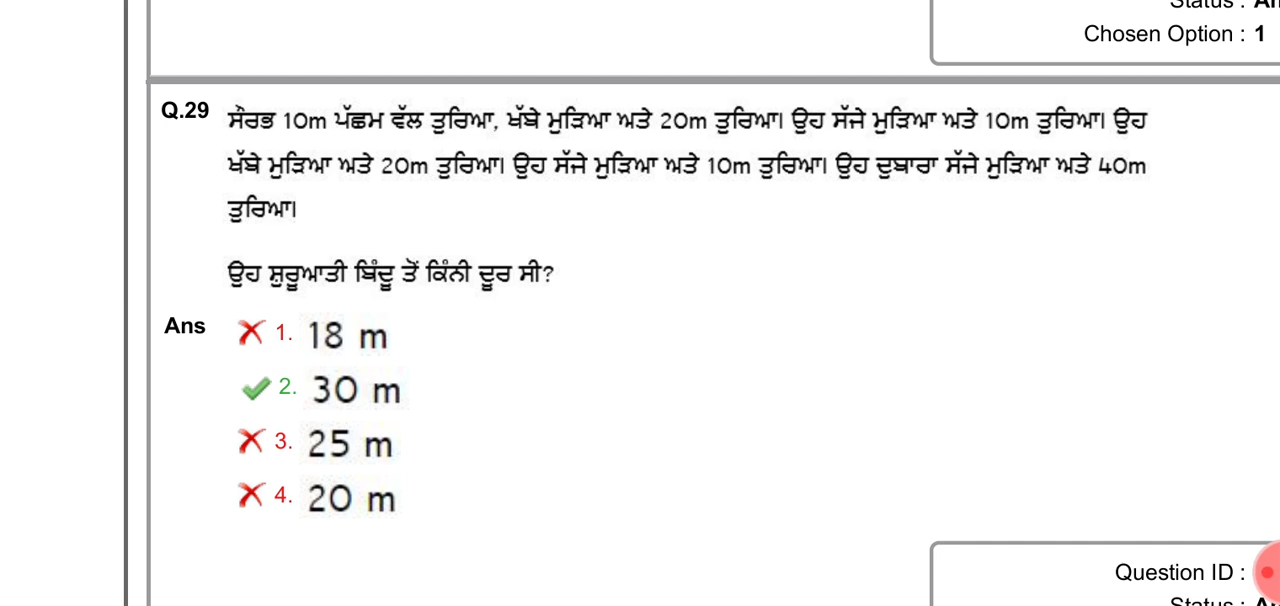 Chosen Option : 1
Q.29 ਸੌਰਭ 10m ਪੱਛਮ ਵੱਲ ਤੁਰਿਆ, ਖੱਬੇ ਮੁੜਿਆ ਅਤੇ 20m ਤੁਰਿਆ। ਉਹ ਸੱਜੇ ਮੁੜਿਆ ਅਤੇ 10m ਤੁਰਿਆ। ਉਹ
ਖੱਬੇ ਮੁੜਿਆ ਅਤੇ 20m ਤੁਰਿਆ। ਉਹ ਸੱਜੇ ਮੁੜਿਆ ਅਤੇ 10m ਤੁਰਿਆ। ਉਹ ਦੁਬਾਰਾ ਸੱਜੇ ਮੁੜਿਆ ਅਤੇ 40m
ਤੁਰਿਆ।
ਉਹ ਸ਼ੁਰੂਆਤੀ ਬਿੰਦੂ ਤੋਂ ਕਿੰਨੀ ਦੂਰ ਸੀ?
Ans 1. 18 m
2. 30 m
3. 25 m
4. 20 m
Question ID :